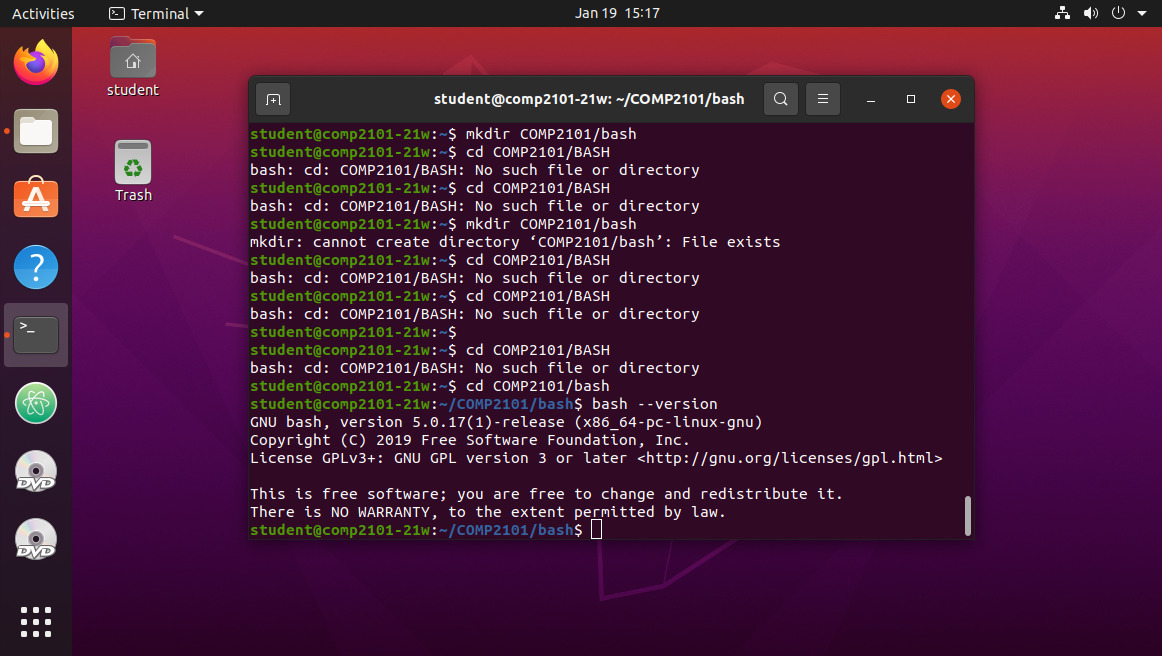 Activities
Terminal
Jan 19 15:17
student
Trash
student@comp2101-21w: ~/COMP2101/bash
student@comp2101-21w:~$ mkdir COMP2101/bash
student@comp2101-21w:~$ cd COMP2101/BASH
bash: cd: COMP2101/BASH: No such file or directory
student@comp2101-21w:~$ cd COMP2101/BASH
bash: cd: COMP2101/BASH: No such file or directory
student@comp2101-21w:~$ mkdir COMP2101/bash
mkdir: cannot create directory ‘COMP2101/bash’: File exists
student@comp2101-21w:~$ cd COMP2101/BASH
bash: cd: COMP2101/BASH: No such file or directory
student@comp2101-21w:~$ cd COMP2101/BASH
bash: cd: COMP2101/BASH: No such file or directory
student@comp2101-21w:~$
student@comp2101-21w:~$ cd COMP2101/BASH
bash: cd: COMP2101/BASH: No such file or directory
student@comp2101-21w:~$ cd COMP2101/bash
student@comp2101-21w:~/COMP2101/bash$ bash --version
GNU bash, version 5.0.17(1)-release (x86_64-pc-linux-gnu)
Copyright (C) 2019 Free Software Foundation, Inc.
License GPLv3+: GNU GPL version 3 or later <http://gnu.org/licenses/gpl.html>
This is free software; you are free to change and redistribute it.
There is NO WARRANTY, to the extent permitted by law.
student@comp2101-21w:~/COMP2101/bash$
?
>_
DVD
DVD